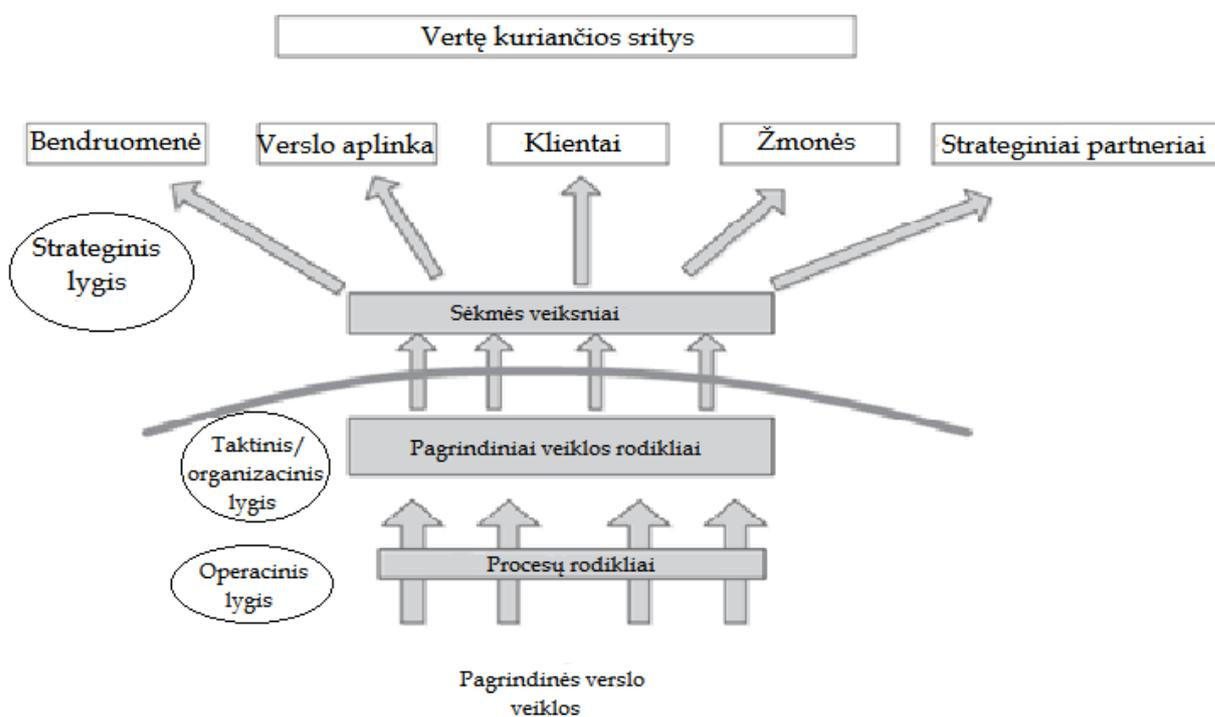 Vertę kuriančios sritys
Bendruomenė
Verslo aplinka
Klientai
Žmonės
Strateginiai partneriai
Strateginis
lygis
Sėkmės veiksniai
Taktinis/
organizacinis
lygis
Pagrindiniai veiklos rodikliai
Operacinis
lygis
Procesų rodikliai
Pagrindinės verslo
veiklos